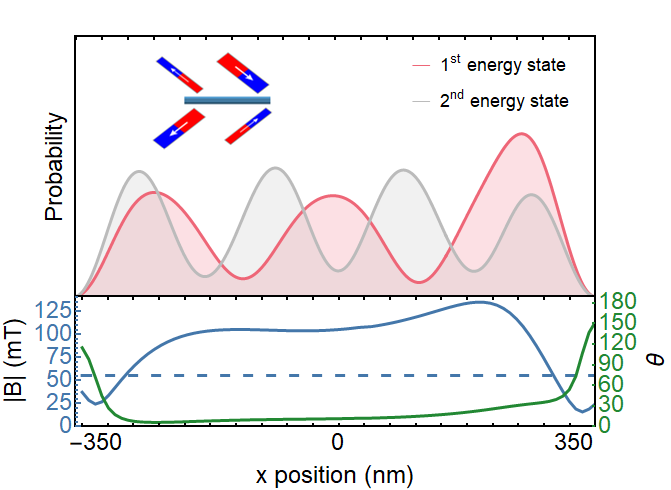 1st energy state
2nd energy state
Probability
|B| (mT)
125
100
75
50
25
0
180
150
120
90
60
30
0
θ
−350
0
350
x position (nm)